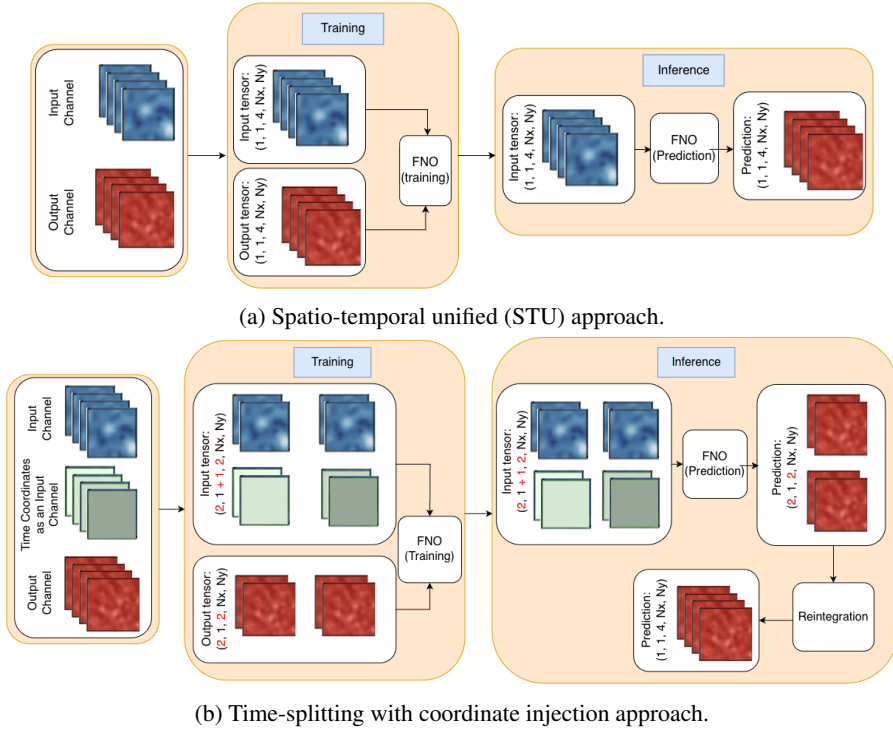 Training
Input
Channel
Output
Channel
Input tensor:
(1, 1, 4, Nx, Ny)
Output tensor:
(1, 1, 4, Nx, Ny)
FNO
(training)
Inference
Input tensor:
(1, 1, 4, Nx, Ny)
FNO
(Prediction)
Prediction:
(1, 1, 4, Nx, Ny)
(a) Spatio-temporal unified (STU) approach.
Training
Input
Channel
Time Coordinates
as an Input
Channel
Output
Channel
Input tensor:
(2, 1 + 1, 2, Nx, Ny)
Output tensor:
(2, 1, 2, Nx, Ny)
FNO
(Training)
Inference
Input tensor:
(2, 1 + 1, 2, Nx, Ny)
FNO
(Prediction)
Prediction:
(2, 1, 2, Nx, Ny)
Reintegration
Prediction:
(1, 1, 4, Nx, Ny)
(b) Time-splitting with coordinate injection approach.